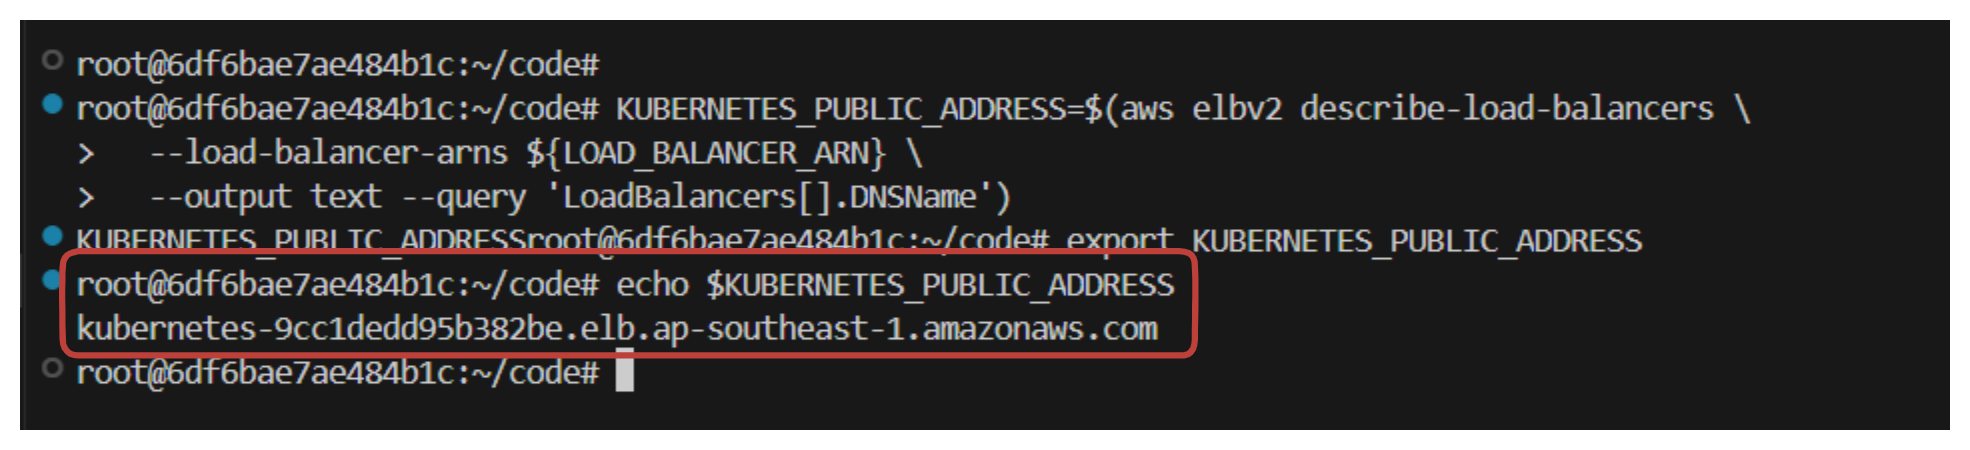 root@6df6bae7ae484b1c:~/code#
root@6df6bae7ae484b1c:~/code# KUBERNETES_PUBLIC_ADDRESS=$(aws elbv2 describe-load-balancers \
>   --load-balancer-arns ${LOAD_BALANCER_ARN} \
>   --output text --query 'LoadBalancers[].DNSName')
KUBERNETES_PUBLIC_ADDRESSroot@6df6bae7ae484b1c:~/code# export KUBERNETES_PUBLIC_ADDRESS
root@6df6bae7ae484b1c:~/code# echo $KUBERNETES_PUBLIC_ADDRESS
kubernetes-9cc1dedd95b382be.elb.ap-southeast-1.amazonaws.com
root@6df6bae7ae484b1c:~/code#